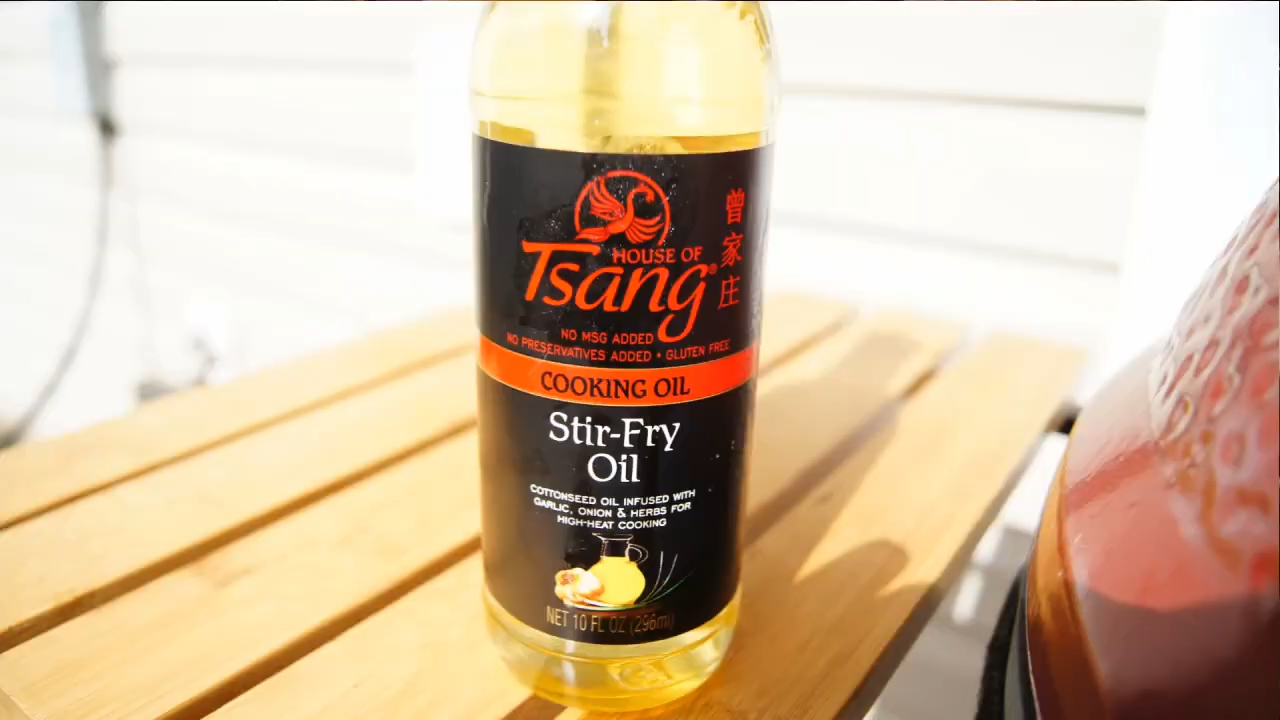 HOUSE OF
Tsang®
曾家庄
NO MSG ADDED
NO PRESERVATIVES ADDED • GLUTEN FREE
COOKING OIL
Stir-Fry
Oil
COTTONSEED OIL INFUSED WITH
GARLIC, ONION & HERBS FOR
HIGH-HEAT COOKING
NET 10 FL OZ (296ml)